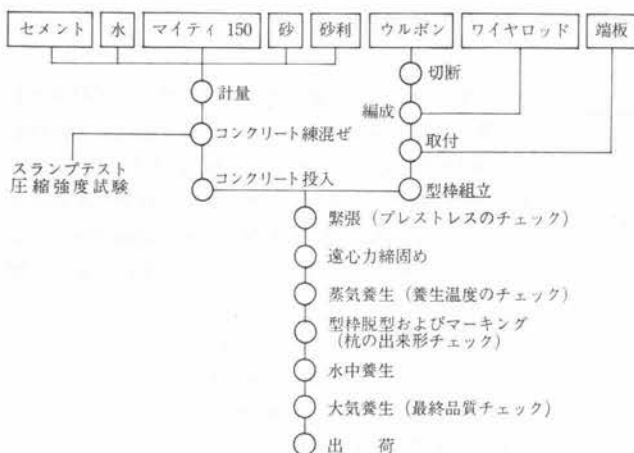 セメント 水 マイティ 150 砂 砂利 ウルボン ワイヤロッド 端板
切断
計量
編成
コンクリート練混ぜ
取付
スランプテスト
圧縮強度試験
コンクリート投入
型枠組立
緊張（プレストレスのチェック）
遠心力締固め
蒸気養生（養生温度のチェック）
型枠脱型およびマーキング
（杭の出来形チェック）
水中養生
大気養生（最終品質チェック）
出　荷